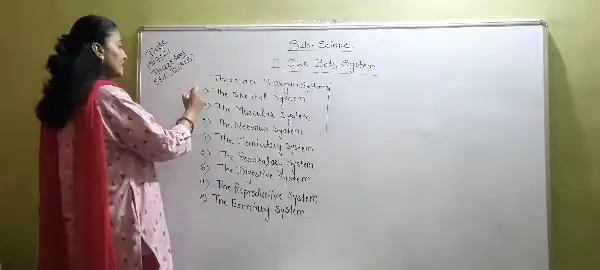 Date
Thursday
Sub- Science
2. Our Body System
There are 8 organ systems
1) The Skeletal System
2) The Muscular System
3) The Nervous System
4) The System
5) The System
6) The Digestive System
7) The Reproductive System
8) The Excretory System